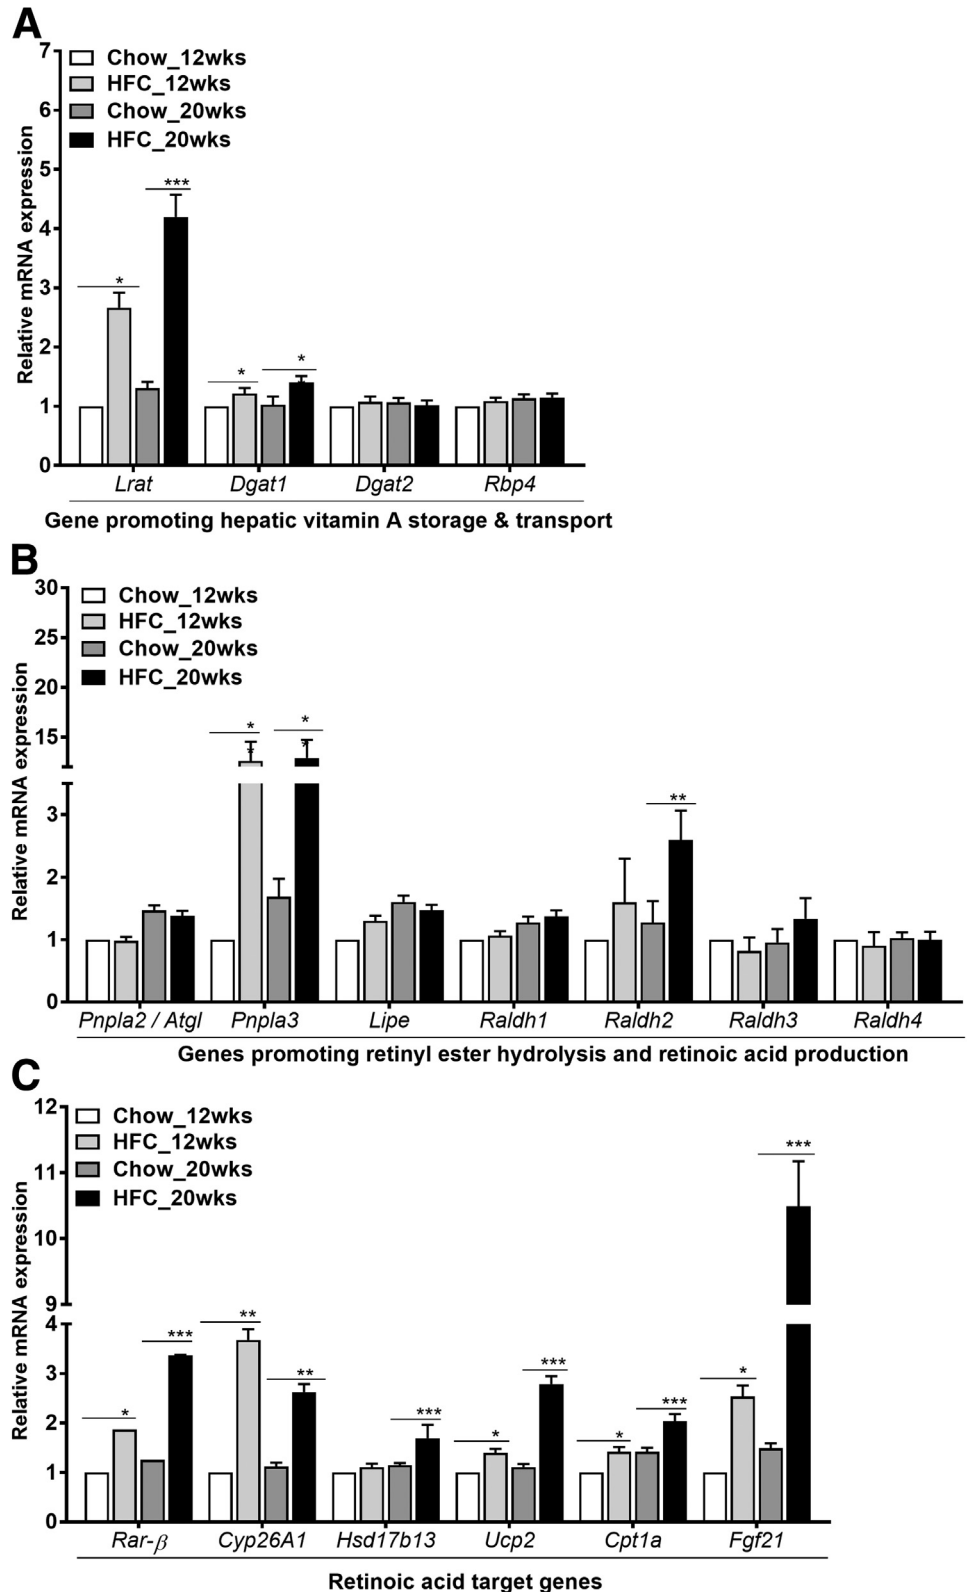 A
7
6
5
4
3
2
1
0
Relative mRNA expression
Chow_12wks
HFC_12wks
Chow_20wks
HFC_20wks
*
***
*
*
Lrat Dgat1 Dgat2 Rbp4
Gene promoting hepatic vitamin A storage & transport
B
30
25
20
15
3
2
1
0
Relative mRNA expression
Chow_12wks
HFC_12wks
Chow_20wks
HFC_20wks
* *
* *
**
Pnpla2 / Atgl Pnpla3 Lipe Raldh1 Raldh2 Raldh3 Raldh4
Genes promoting retinyl ester hydrolysis and retinoic acid production
C
12
11
10
9
4
3
2
1
0
Relative mRNA expression
Chow_12wks
HFC_12wks
Chow_20wks
HFC_20wks
* *** ** ** *** * *** * *** * ***
Rar-β Cyp26A1 Hsd17b13 Ucp2 Cpt1a Fgf21
Retinoic acid target genes